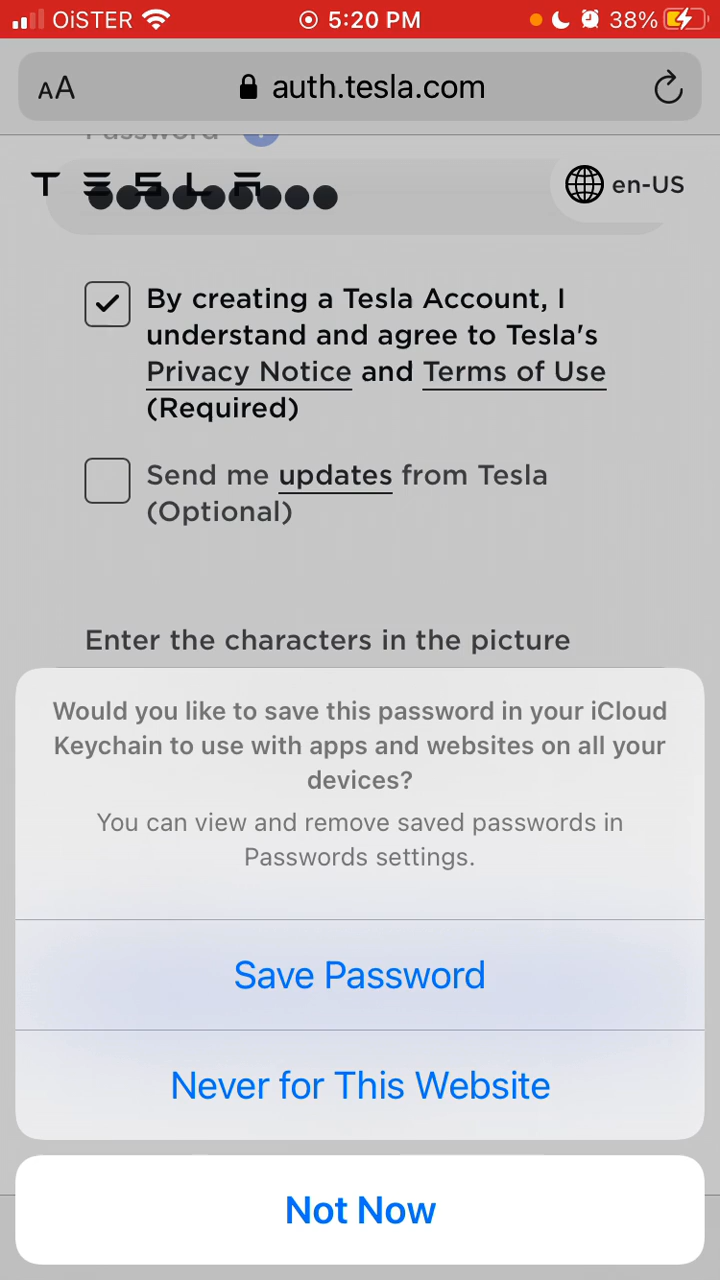 OiSTER 5:20 PM 38%
AA auth.tesla.com
Password
TESLA en-US
By creating a Tesla Account, I
understand and agree to Tesla's
Privacy Notice and Terms of Use
(Required)
Send me updates from Tesla
(Optional)
Enter the characters in the picture
Would you like to save this password in your iCloud
Keychain to use with apps and websites on all your
devices?
You can view and remove saved passwords in
Passwords settings.
Save Password
Never for This Website
Not Now